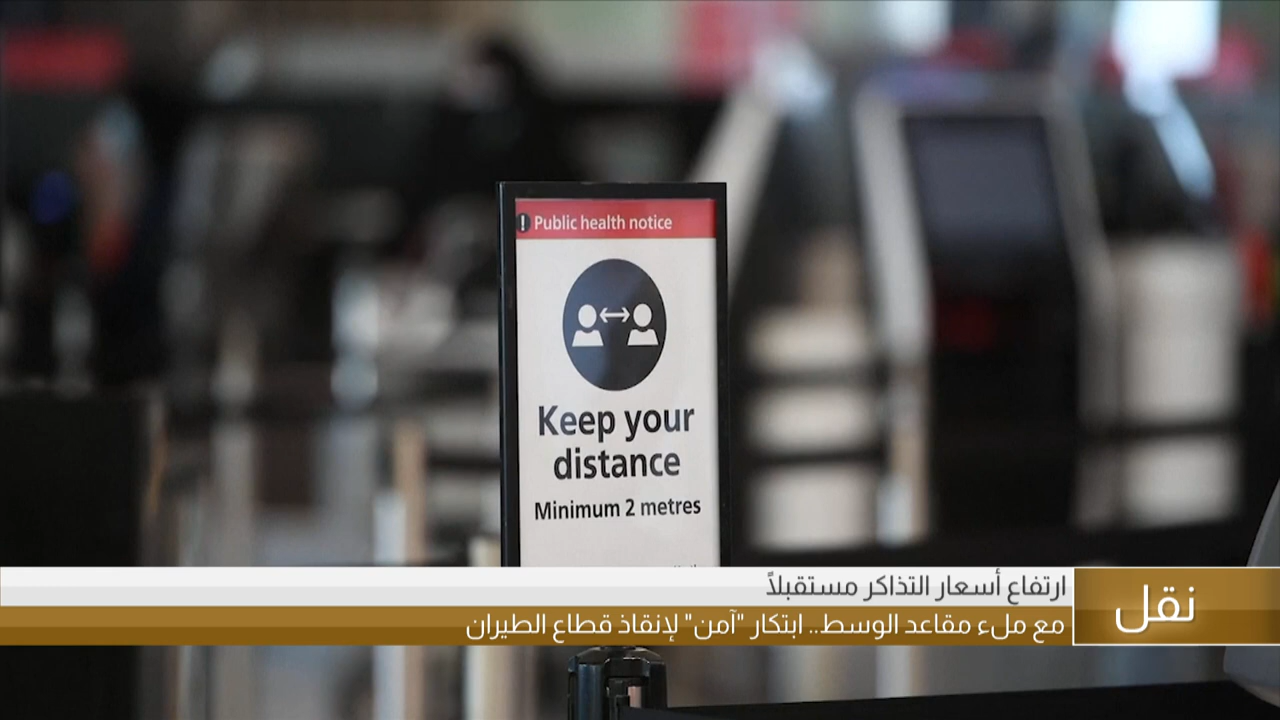 ! Public health notice
Keep your
distance
Minimum 2 metres
نقل
ارتفاع أسعار التذاكر مستقبلاً
مع ملء مقاعد الوسط.. ابتكار "آمن" لإنقاذ قطاع الطيران